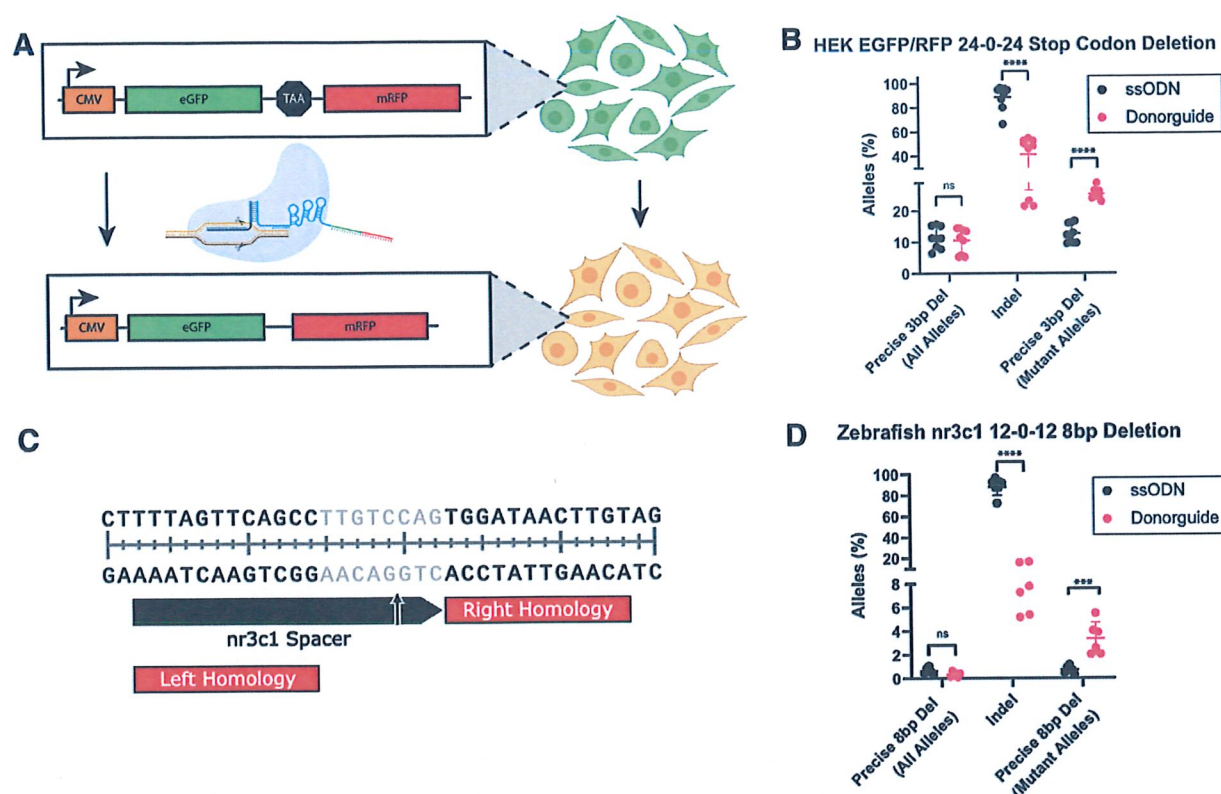 A
CMV
eGFP
TAA
mRFP
CMV
eGFP
mRFP
B HEK EGFP/RFP 24-0-24 Stop Codon Deletion
100
80
60
40
20
10
0
Alleles (%)
ns
****
****
ssODN
Donorguide
Precise 3bp Del
(All Alleles)
Indel
Precise 3bp Del
(Mutant Alleles)
C
CTTTTAGTTCAGCCTTGTCCAGTGGATAACTTGTAG
GAAAATCAAGTCGGAACAGGTCACCTATTGAACATC
Right Homology
nr3c1 Spacer
Left Homology
D Zebrafish nr3c1 12-0-12 8bp Deletion
100
80
60
40
20
8
6
4
2
0
Alleles (%)
ns
****
***
ssODN
Donorguide
Precise 8bp Del
(All Alleles)
Indel
Precise 8bp Del
(Mutant Alleles)